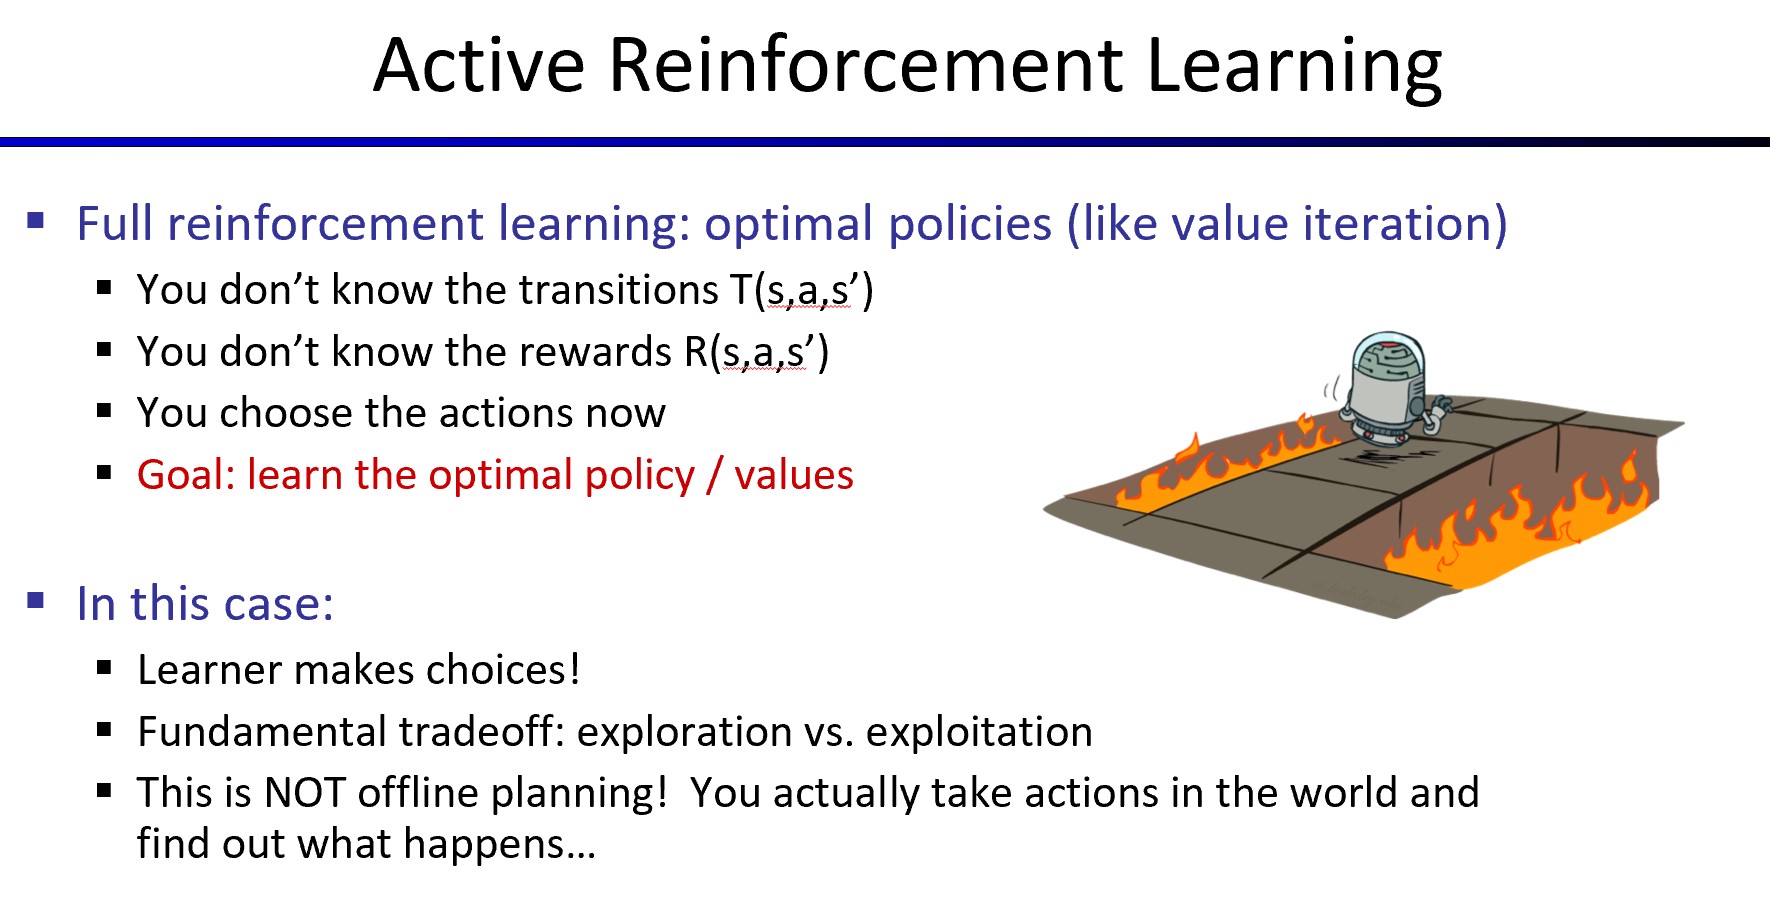 Active Reinforcement Learning
Full reinforcement learning: optimal policies (like value iteration)
You don’t know the transitions T(s,a,s’)
You don’t know the rewards R(s,a,s’)
You choose the actions now
Goal: learn the optimal policy / values
In this case:
Learner makes choices!
Fundamental tradeoff: exploration vs. exploitation
This is NOT offline planning!  You actually take actions in the world and
find out what happens…